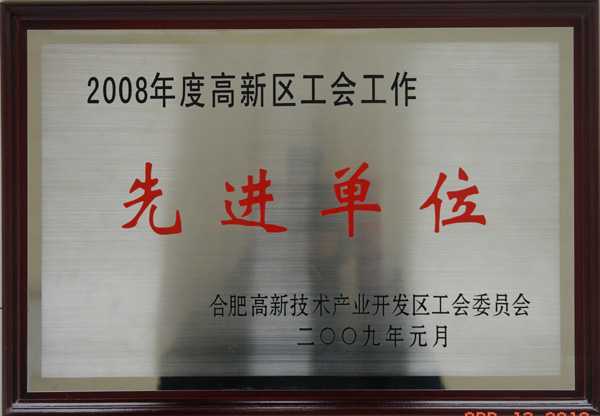 2008年度高新区工会工作
先进单位
合肥高新技术产业开发区工会委员会
二〇〇九年元月